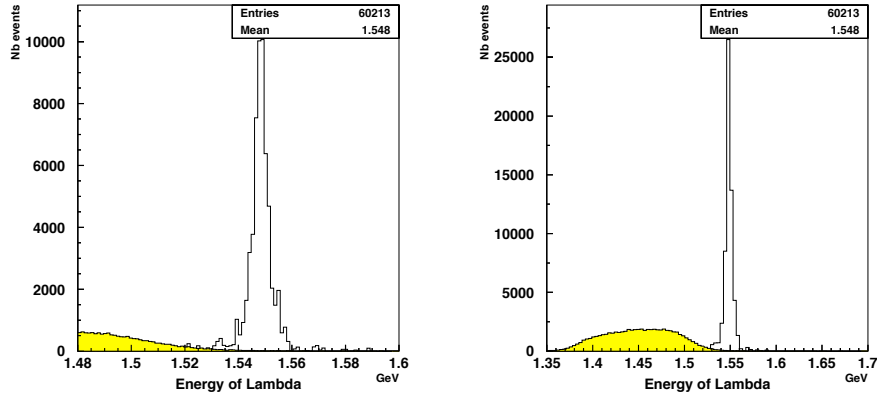 Entries 60213
Mean 1.548
Nb events
10000
8000
6000
4000
2000
0
1.48 1.5 1.52 1.54 1.56 1.58 1.6
GeV
Energy of Lambda
Entries 60213
Mean 1.548
Nb events
25000
20000
15000
10000
5000
0
1.35 1.4 1.45 1.5 1.55 1.6 1.65 1.7
GeV
Energy of Lambda